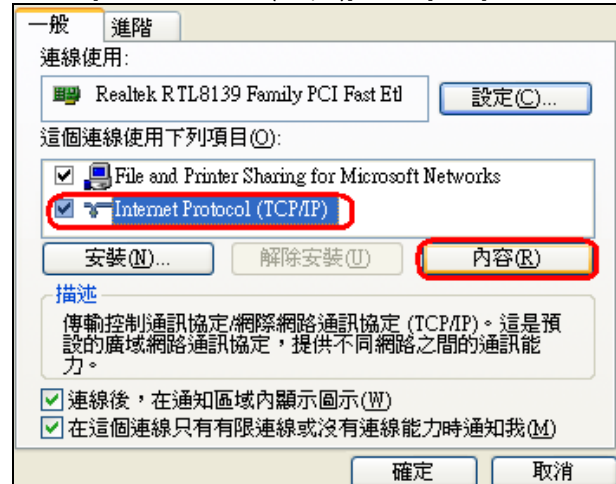 一般 進階
連線使用:
Realtek RTL8139 Family PCI Fast Etl 設定(C)...
這個連線使用下列項目(O):
File and Printer Sharing for Microsoft Networks
Internet Protocol (TCP/IP)
安裝(N)... 解除安裝(U) 內容(R)
描述
傳輸控制通訊協定/網際網路通訊協定 (TCP/IP)。這是預
設的廣域網路通訊協定，提供不同網路之間的通訊能
力。
連線後，在通知區域內顯示圖示(W)
在這個連線只有有限連線或沒有連線能力時通知我(M)
確定 取消